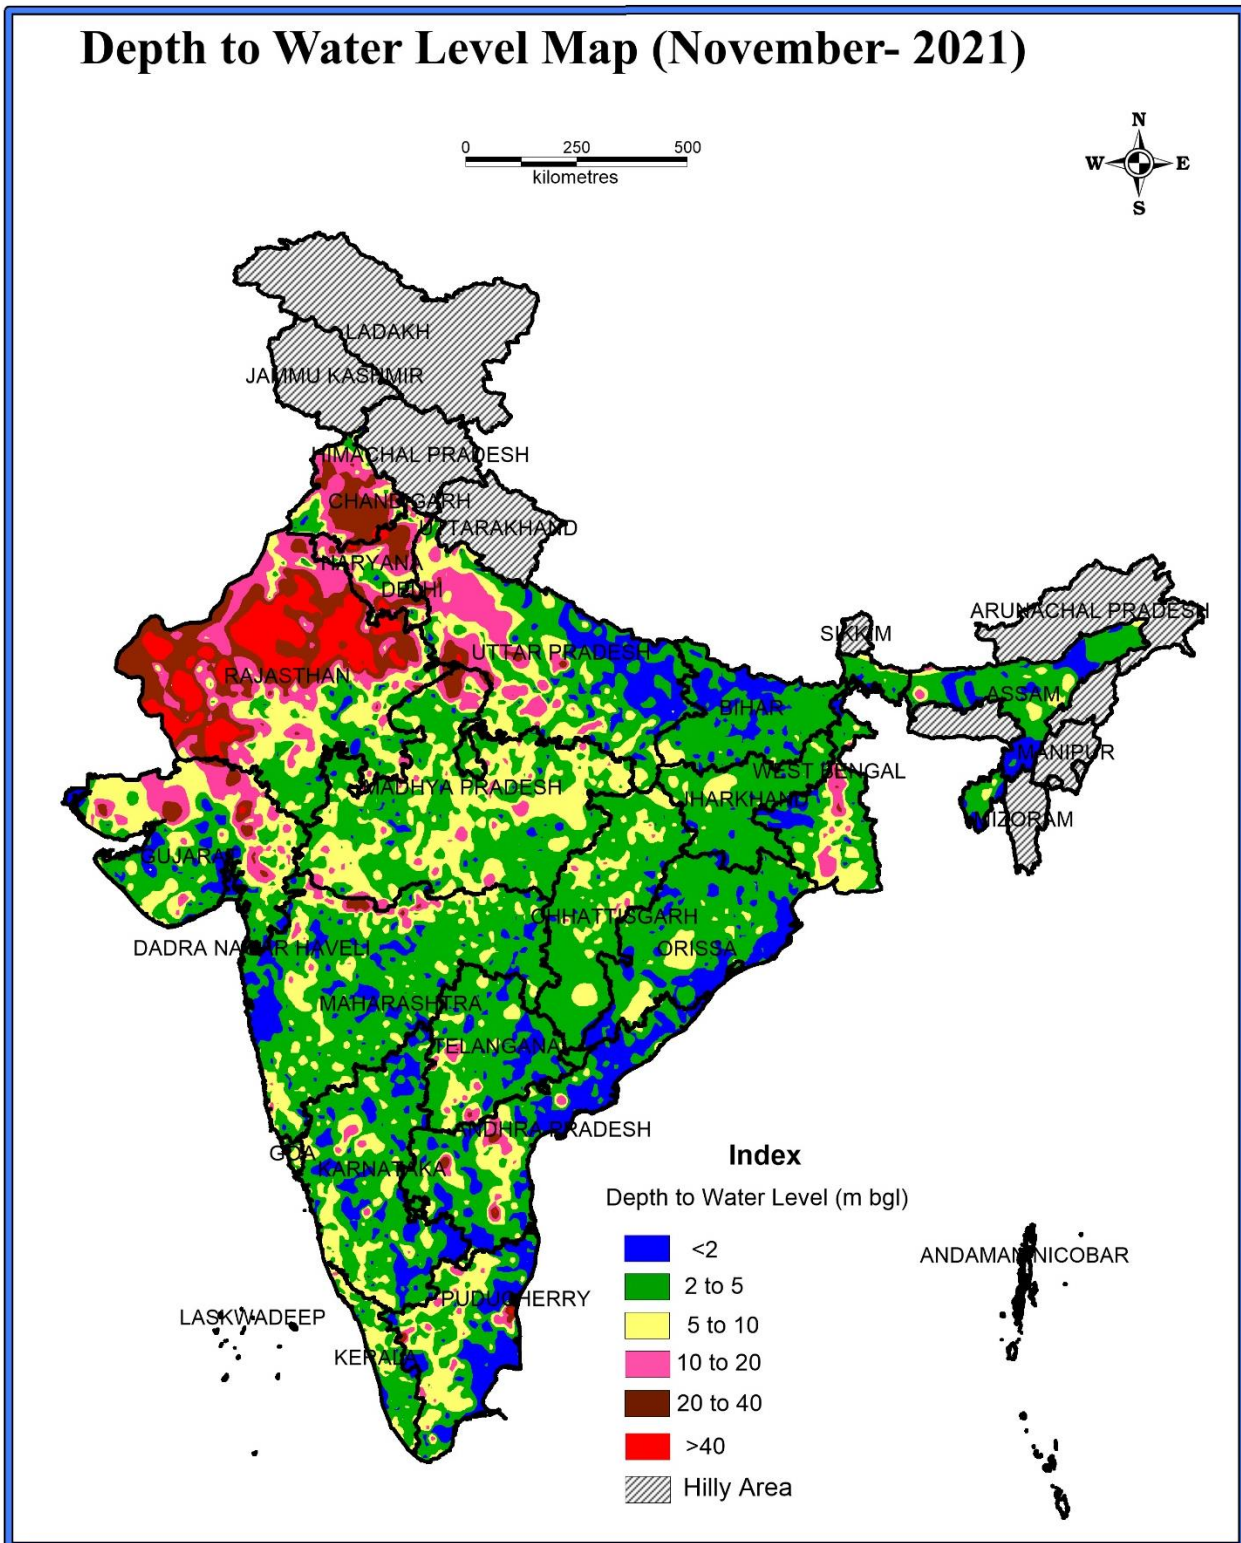 Depth to Water Level Map (November- 2021)
0 250 500
kilometres
N
W E
S
LADAKH
JAMMU KASHMIR
HIMACHAL PRADESH
CHANDIGARH
UTTARAKHAND
NARYANA
DELHI
ARUNACHAL PRADESH
SIKKIM
UTTAR PRADESH
RAJASTHAN
ASSAM
BIHAR
MANIPUR
WEST BENGAL
MADHYA PRADESH
JHARKHAND
MIZORAM
GUJARAT
CHHATTISGARH
DADRA NAGAR HAVELI
ORISSA
MAHARASHTRA
TELANGANA
ANDHRA PRADESH
GOA
KARNATAKA
Index
Depth to Water Level (m bgl)
<2
2 to 5
5 to 10
10 to 20
20 to 40
>40
Hilly Area
ANDAMAN NICOBAR
PUDUCHERRY
LASKWADEEP
KERALA